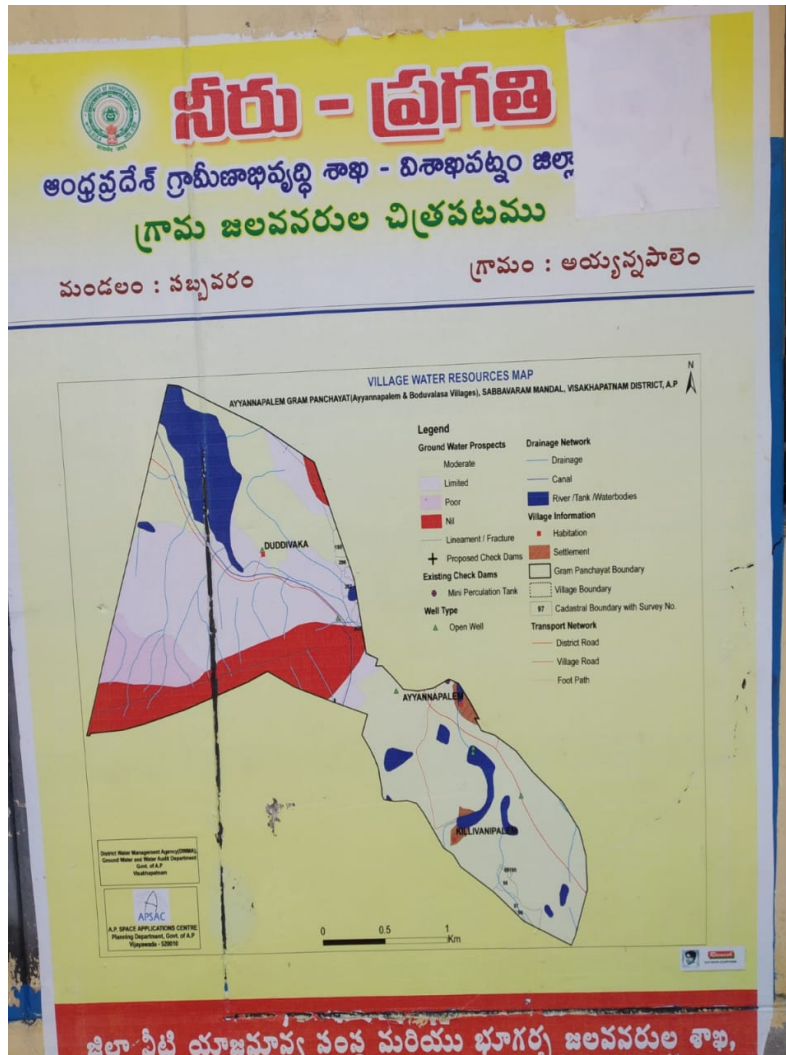 నీరు - ప్రగతి
ఆంధ్రప్రదేశ్ గ్రామీణాభివృద్ధి శాఖ - విశాఖపట్నం జిల్లా
గ్రామ జలవనరుల చిత్రపటము
మండలం : సబ్బవరం
గ్రామం : అయ్యన్నపాలెం
VILLAGE WATER RESOURCES MAP
AYYANNAPALEM GRAM PANCHAYAT(Ayyannapalem & Boduvalasa Villages), SABBAVARAM MANDAL, VISAKHAPATNAM DISTRICT, A.P
N
Legend
Ground Water Prospects
Moderate
Limited
Poor
Nil
Lineament / Fracture
Proposed Check Dams
Existing Check Dams
Mini Perculation Tank
Well Type
Open Well
Drainage Network
Drainage
Canal
River /Tank /Waterbodies
Village Information
Habitation
Settlement
Gram Panchayat Boundary
Village Boundary
97 Cadastral Boundary with Survey No.
Transport Network
District Road
Village Road
Foot Path
DUDDIVAKA
AYYANNAPALEM
KILLIVANIPALEM
District Water Management Agency(DWMA),
Ground Water and Water Audit Department
Govt. of A.P
Visakhapatnam
APSAC
A.P. SPACE APPLICATIONS CENTRE
Planning Department, Govt. of A.P
Vijayawada - 520010
0 0.5 1
Km
జిల్లా నీటి యాజమాన్య సంస్థ మరియు భూగర్భ జలవనరుల శాఖ,